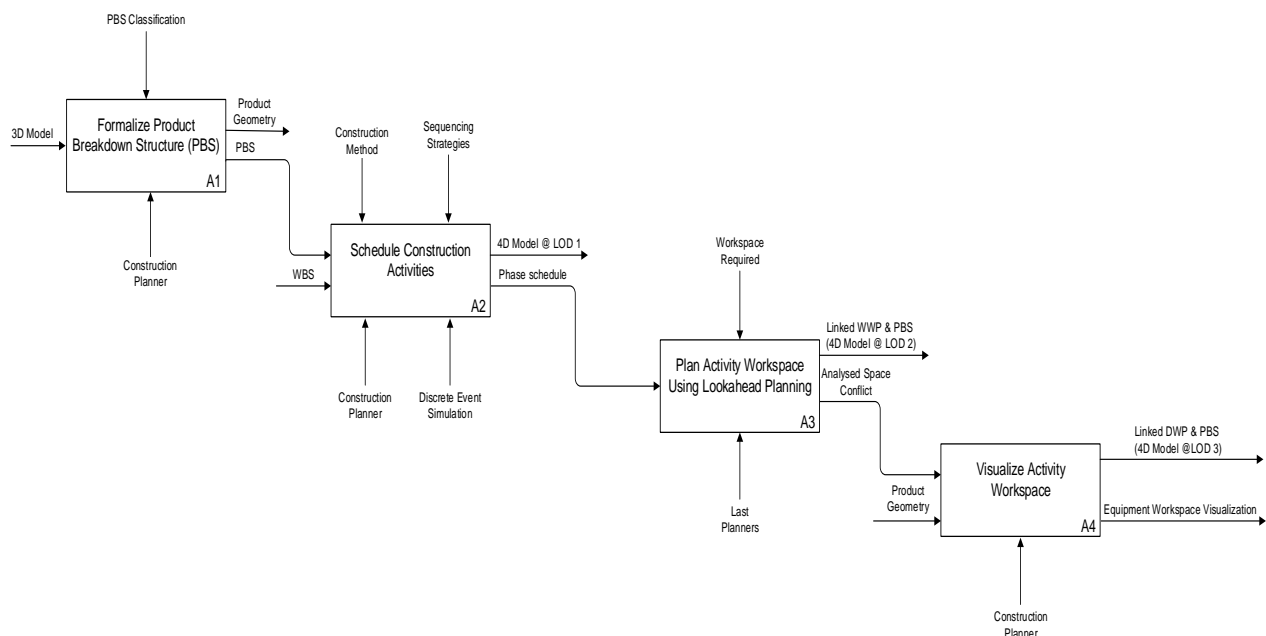 PBS Classification
3D Model
Formalize Product
Breakdown Structure (PBS)
A1
Product
Geometry
PBS
Construction
Planner
Construction
Method
Sequencing
Strategies
WBS
Schedule Construction
Activities
A2
4D Model @ LOD 1
Phase schedule
Construction
Planner
Discrete Event
Simulation
Workspace
Required
Plan Activity Workspace
Using Lookahead Planning
A3
Linked WWP & PBS
(4D Model @ LOD 2)
Analysed Space
Conflict
Last
Planners
Product
Geometry
Visualize Activity
Workspace
A4
Linked DWP & PBS
(4D Model @LOD 3)
Equipment Workspace Visualization
Construction
Planner